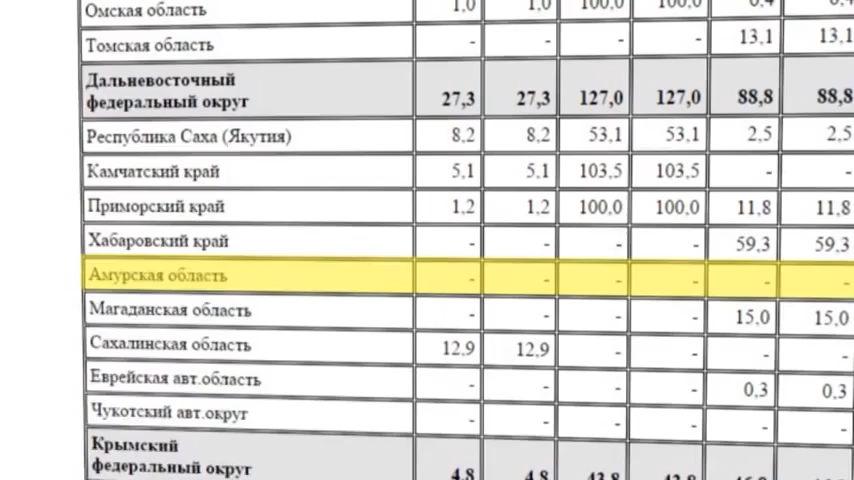 Омская область 1,0 1,0 100,0 100,0
Томская область - - - - 13,1 13,1
Дальневосточный
федеральный округ 27,3 27,3 127,0 127,0 88,8 88,8
Республика Саха (Якутия) 8,2 8,2 53,1 53,1 2,5 2,5
Камчатский край 5,1 5,1 103,5 103,5 - -
Приморский край 1,2 1,2 100,0 100,0 11,8 11,8
Хабаровский край - - - - 59,3 59,3
Амурская область - - - - - -
Магаданская область - - - - 15,0 15,0
Сахалинская область 12,9 12,9 - - - -
Еврейская авт.область - - - - 0,3 0,3
Чукотский авт.округ - - - - - -
Крымский
федеральный округ 4,8 4,8